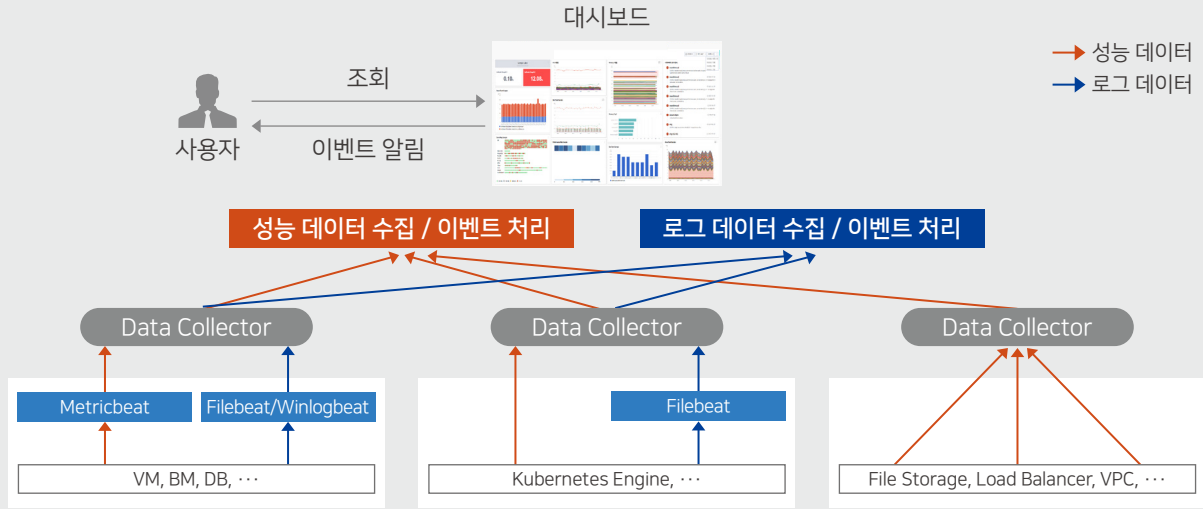 대시보드
성능 데이터
로그 데이터
조회
사용자
이벤트 알림
성능 데이터 수집 / 이벤트 처리
로그 데이터 수집 / 이벤트 처리
Data Collector
Data Collector
Data Collector
Metricbeat
Filebeat/Winlogbeat
Filebeat
VM, BM, DB, ···
Kubernetes Engine, ···
File Storage, Load Balancer, VPC, ···